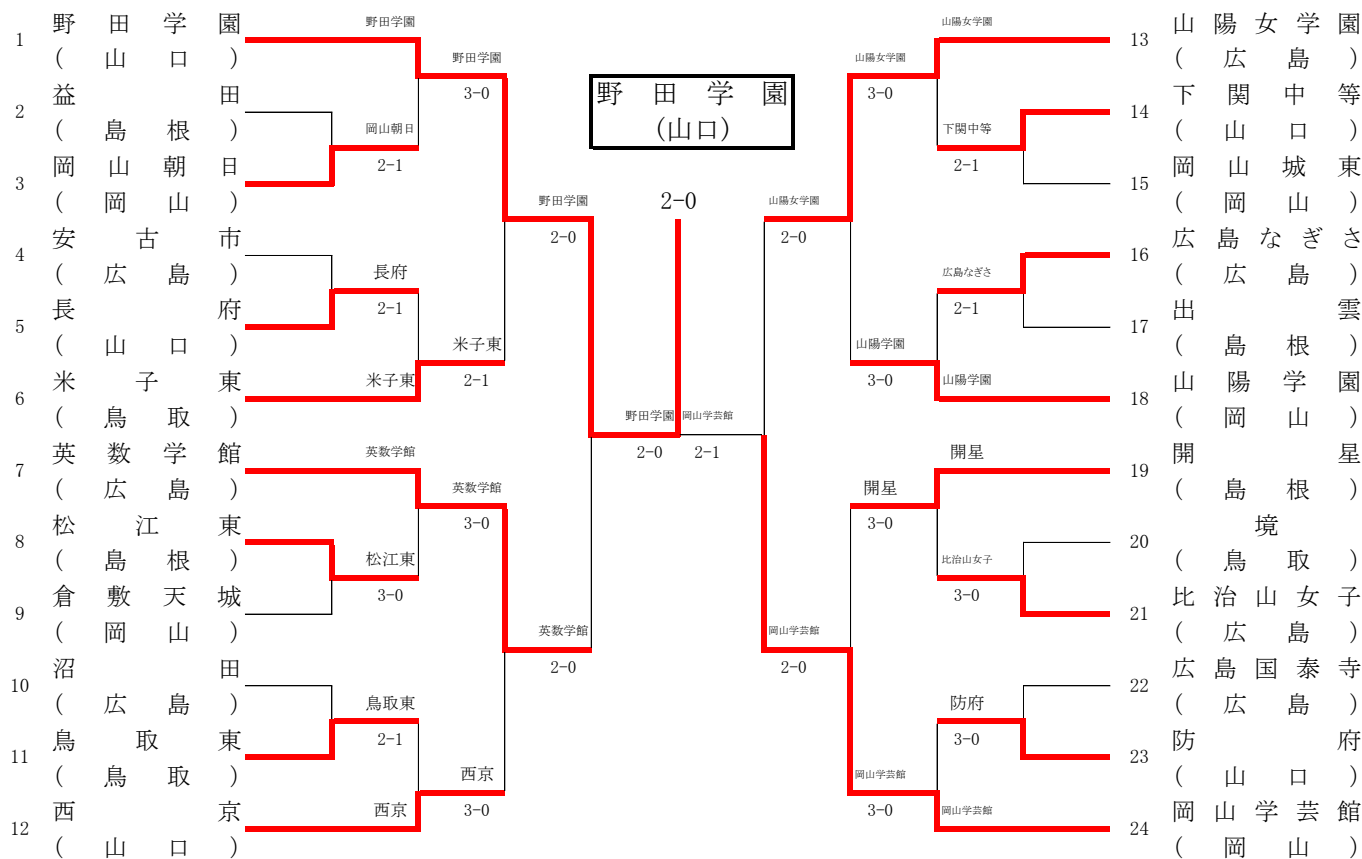 野田学園
(山口)
2-0
1 野田学園
(山口)
2 益田
(島根)
3 岡山朝日
(岡山)
4 安古市
(広島)
5 長府
(山口)
6 米子東
(鳥取)
7 英数学館
(広島)
8 松江東
(島根)
9 倉敷天城
(岡山)
10 沼田
(広島)
11 鳥取東
(鳥取)
12 西京
(山口)
野田学園
岡山朝日
2-1
長府
2-1
米子東
英数学館
松江東
3-0
鳥取東
2-1
西京
野田学園
3-0
米子東
2-1
英数学館
3-0
西京
3-0
野田学園
2-0
英数学館
2-0
野田学園
2-0
岡山学芸館
2-1
山陽女学園
2-0
岡山学芸館
2-0
山陽女学園
3-0
山陽学園
3-0
開星
3-0
岡山学芸館
3-0
山陽女学園
下関中等
2-1
広島なぎさ
2-1
山陽学園
開星
比治山女子
3-0
防府
3-0
岡山学芸館
13 山陽女学園
(広島)
14 下関中等
(山口)
15 岡山城東
(岡山)
16 広島なぎさ
(広島)
17 出雲
(島根)
18 山陽学園
(岡山)
19 開星
(島根)
20 境
(鳥取)
21 比治山女子
(広島)
22 広島国泰寺
(広島)
23 防府
(山口)
24 岡山学芸館
(岡山)